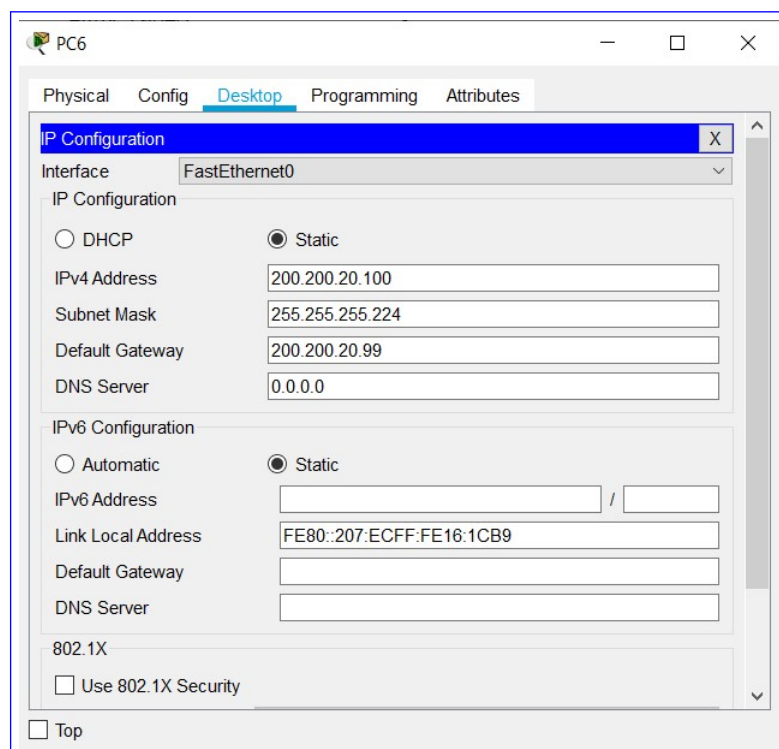 PC6
Physical Config Desktop Programming Attributes
IP Configuration X
Interface FastEthernet0
IP Configuration
DHCP Static
IPv4 Address 200.200.20.100
Subnet Mask 255.255.255.224
Default Gateway 200.200.20.99
DNS Server 0.0.0.0
IPv6 Configuration
Automatic Static
IPv6 Address /
Link Local Address FE80::207:ECFF:FE16:1CB9
Default Gateway
DNS Server
802.1X
Use 802.1X Security
Top